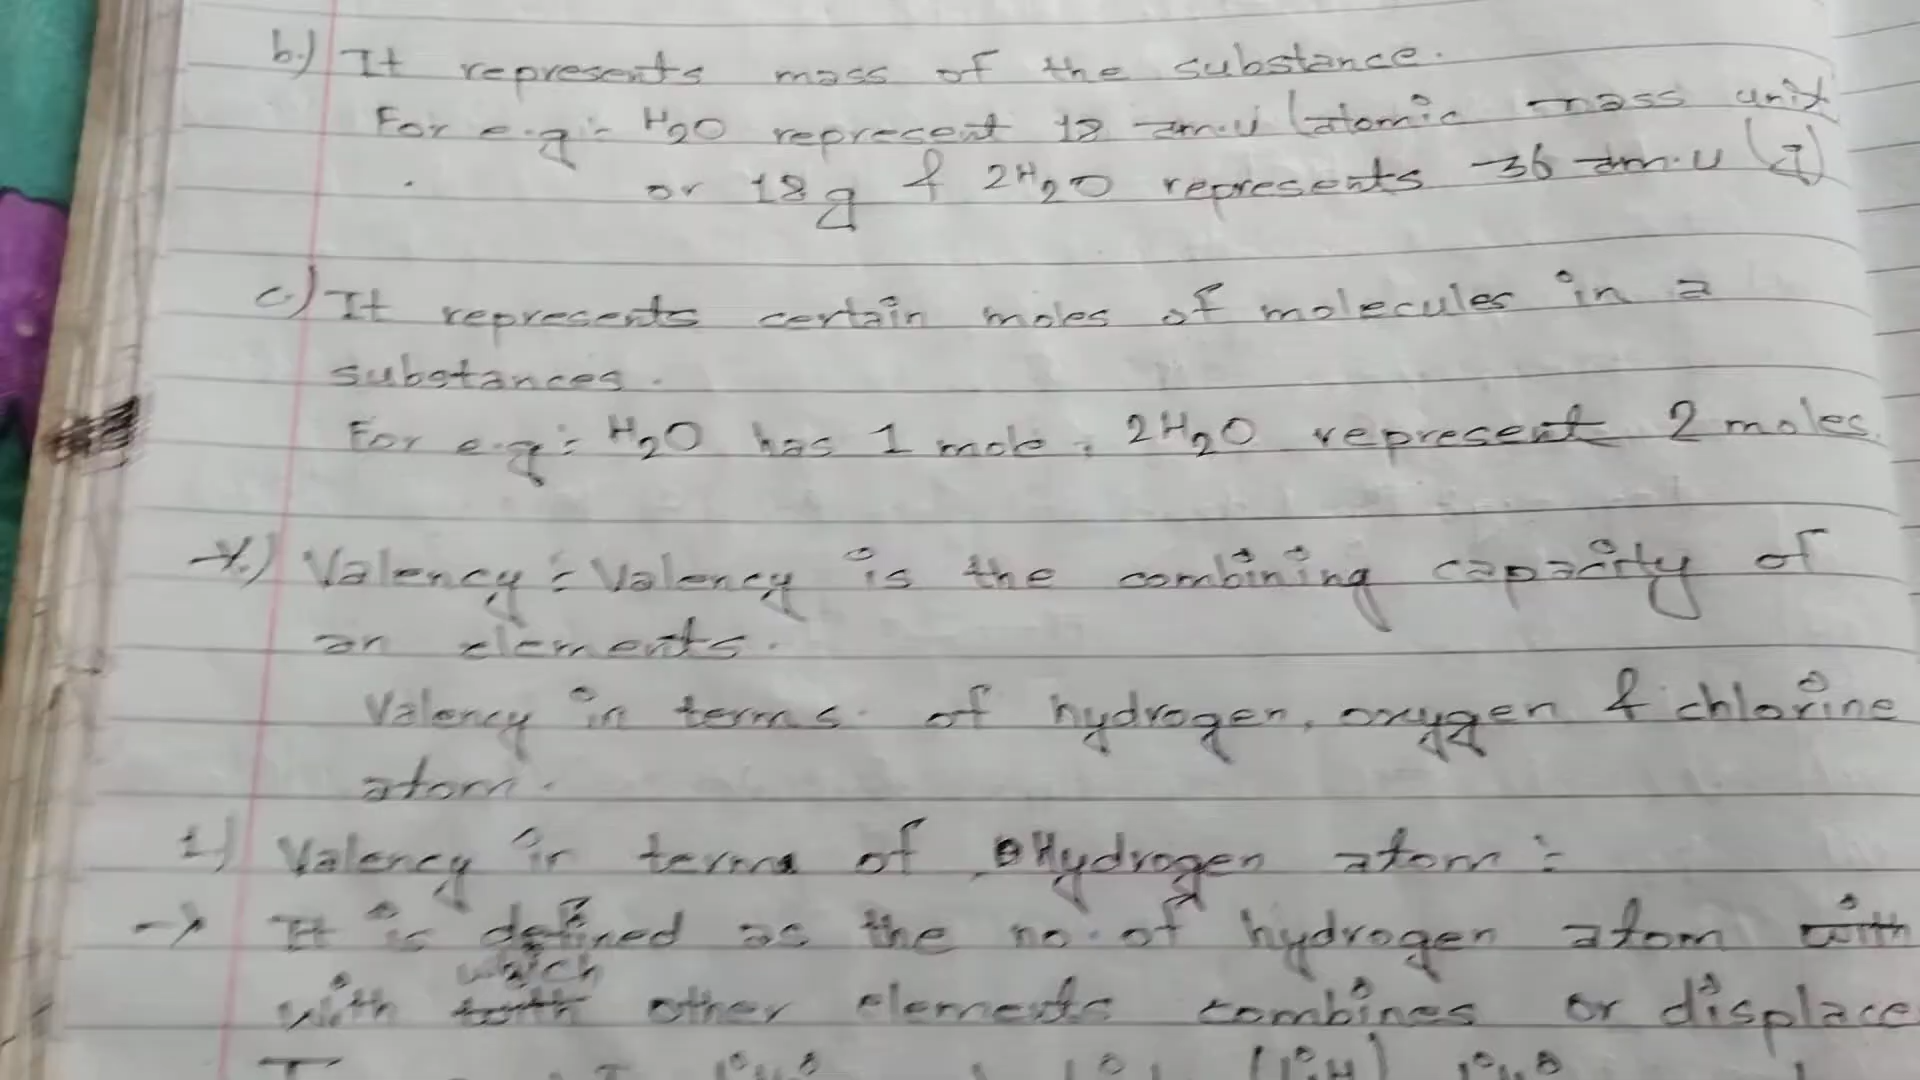 b.) It represents mass of the substance.
For e.g:- H2O represent 18 am.u (atomic mass unit
or 18g & 2H2O represents 36 am.u (g)
c.) It represents certain moles of molecules in a
substances.
For e.g: H2O has 1 mole, 2H2O represent 2 moles.
*.) Valency:- Valency is the combining capacity of
an elements.
Valency in terms of hydrogen, oxygen & chlorine
atom.
1) Valency in terms of Hydrogen atom:-
-> It is defined as the no. of hydrogen atom with
which
with other elements combines or displace